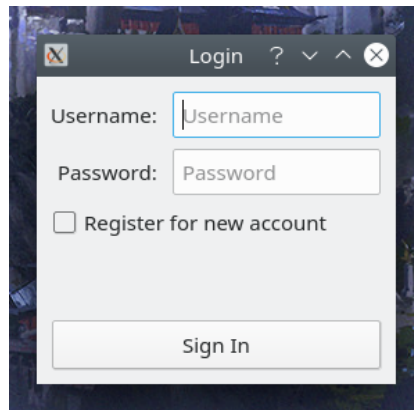 Login ?
Username: Username
Password: Password
Register for new account
Sign In